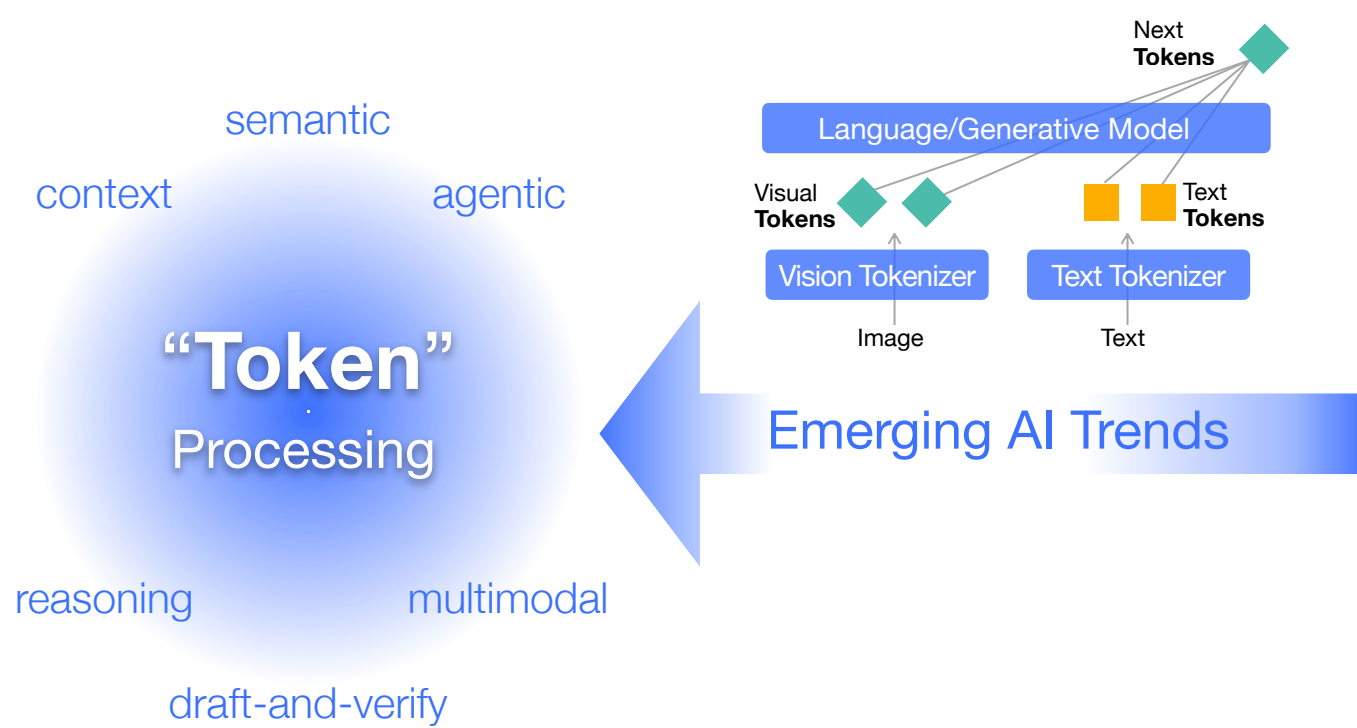 semantic
context
agentic
“Token”
Processing
reasoning
multimodal
draft-and-verify
Next
Tokens
Language/Generative Model
Visual
Tokens
Text
Tokens
Vision Tokenizer
Text Tokenizer
Image
Text
Emerging AI Trends